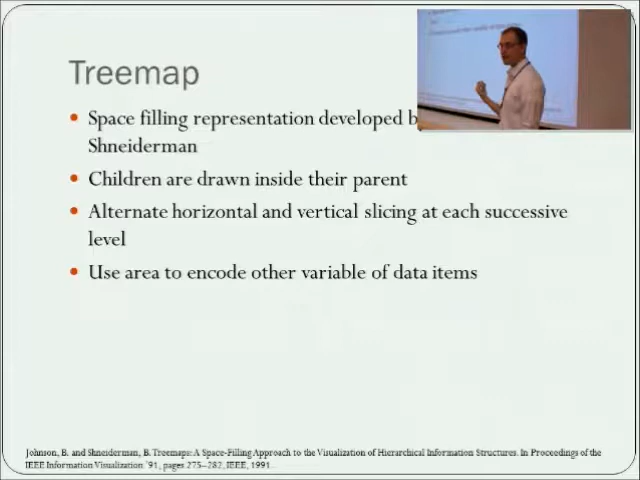 Treemap
Space filling representation developed b
Shneiderman
Children are drawn inside their parent
Alternate horizontal and vertical slicing at each successive
level
Use area to encode other variable of data items
Johnson, B. and Shneiderman, B. Treemaps: A Space-Filling Approach to the Visualization of Hierarchical Information Structures. In Proceedings of the
IEEE Information Visualization `91, pages 275–282, IEEE, 1991.